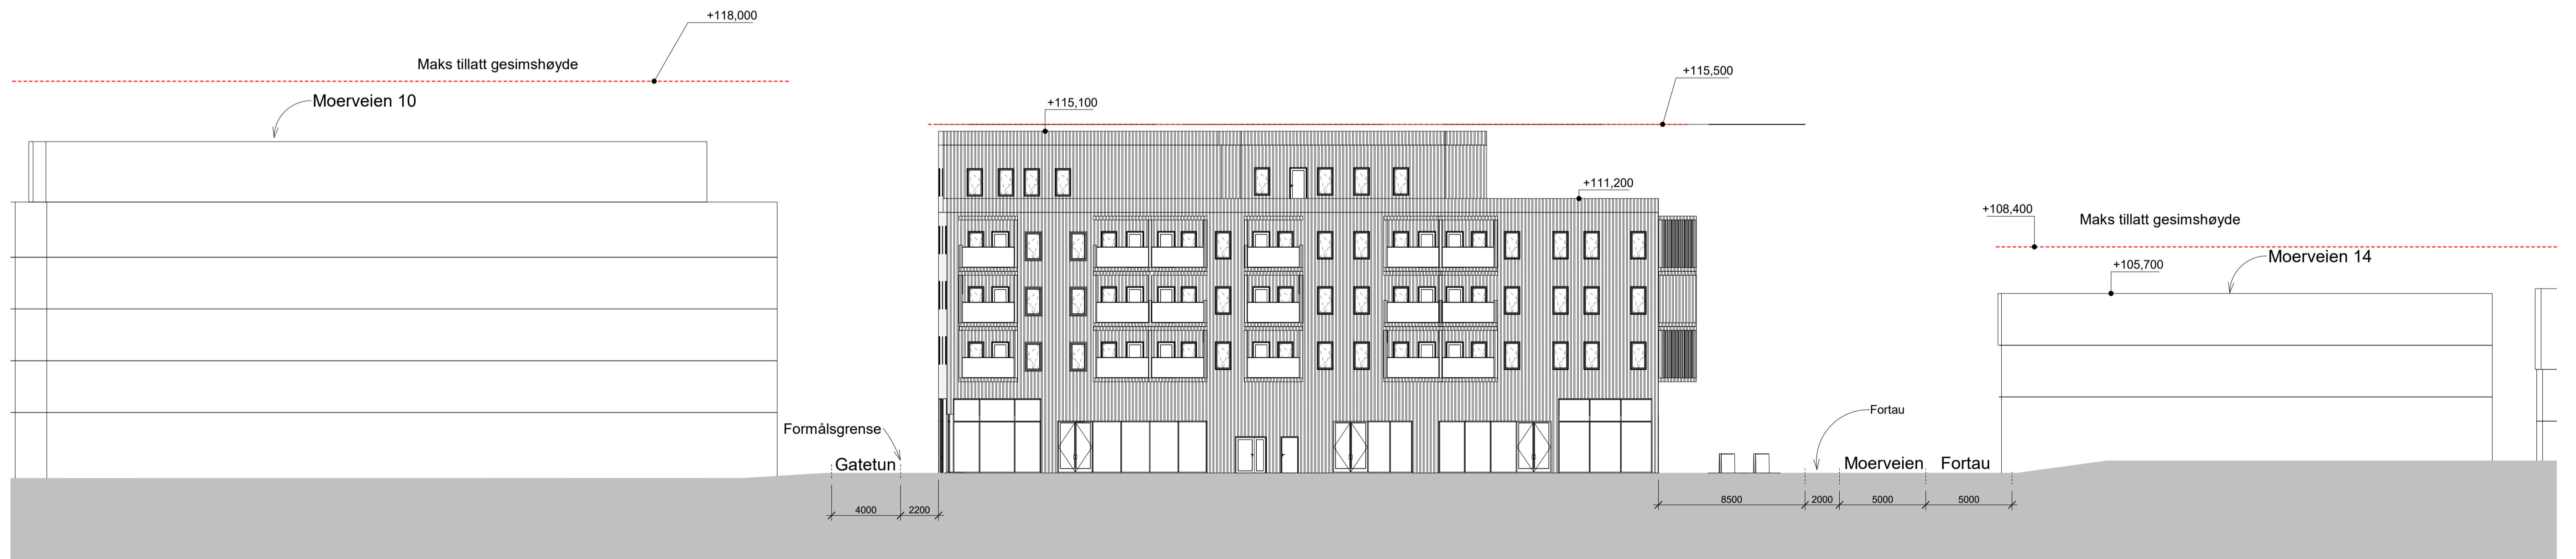 +118,000
Maks tillatt gesimshøyde
Moerveien 10
+115,500
+115,100
+111,200
+108,400
Maks tillatt gesimshøyde
Moerveien 14
+105,700
Fortau
Formålsgrense
Gatetun
Moerveien
Fortau
4000
2200
8500
2000
5000
5000